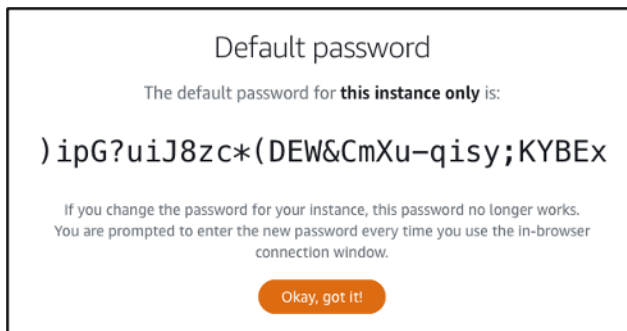 Default password
The default password for this instance only is:
)ipG?uiJ8zc*(DEW&CmXu-qisy;KYBEx
If you change the password for your instance, this password no longer works.
You are prompted to enter the new password every time you use the in-browser
connection window.
Okay, got it!